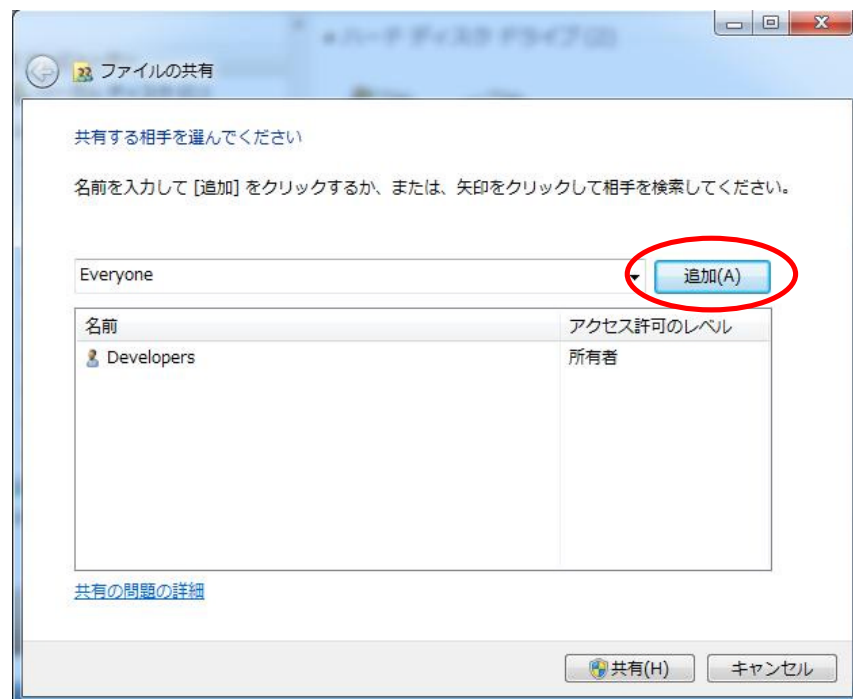 ファイルの共有
共有する相手を選んでください
名前を入力して [追加] をクリックするか、または、矢印をクリックして相手を検索してください。
Everyone
追加(A)
名前 アクセス許可のレベル
Developers 所有者
共有の問題の詳細
共有(H) キャンセル